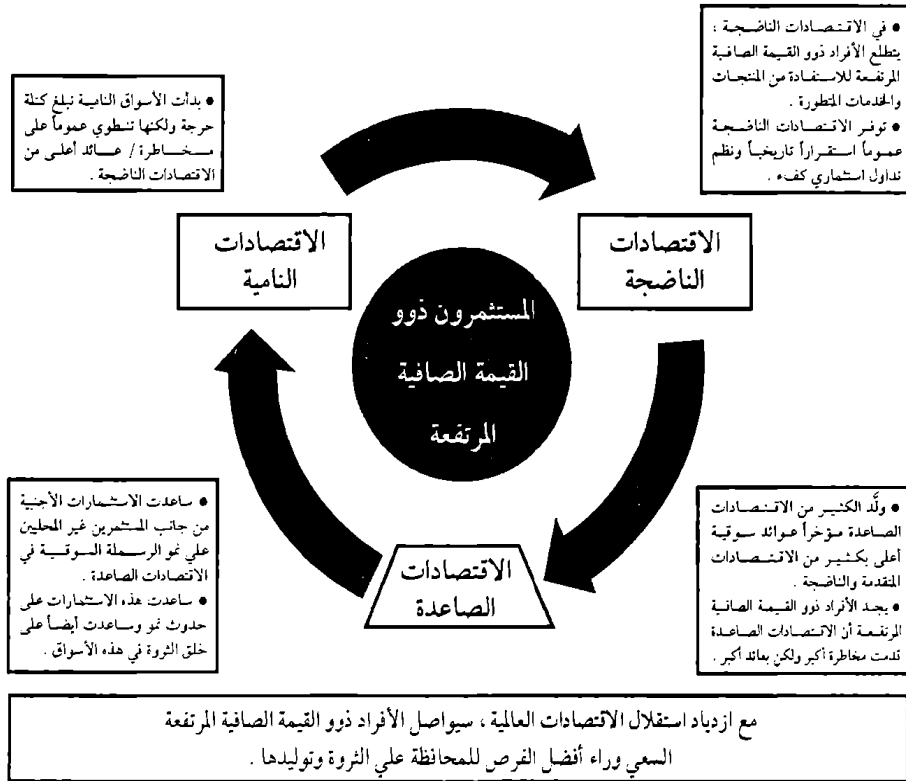 ● في الاقتصادات الناضجة :
يتطلع الأفراد ذوو القيمة الصافية
المرتفعة للاستفادة من المنتجات
والخدمات المتطورة .
● توفر الاقتصادات الناضجة
عموماً استقراراً تاريخياً ونظم
تداول استثماري كفء .
● بدأت الأسواق النامية تبلغ كتلة
حرجة ولكنها تنطوي عموماً على
مخاطرة / عائد أعلى من
الاقتصادات الناضجة .
الاقتصادات
الناضجة
الاقتصادات
النامية
المستثمرون ذوو
القيمة الصافية
المرتفعة
● ولَّد الكثير من الاقتصادات
الصاعدة مؤخراً عوائد سوقية
أعلى بكثير من الاقتصادات
المتقدمة والناضجة .
● يجد الأفراد ذوو القيمة الصافية
المرتفعة أن الاقتصادات الصاعدة
قدمت مخاطرة أكبر ولكن بعائد أكبر .
الاقتصادات
الصاعدة
● ساعدت الاستثمارات الأجنبية
من جانب المستثمرين غير المحليين
علي نمو الرسملة السوقية في
الاقتصادات الصاعدة .
● ساعدت هذه الاستثمارات على
حدوث نمو وساعدت أيضاً على
خلق الثروة في هذه الأسواق .
مع ازدياد استقلال الاقتصادات العالمية ، سيواصل الأفراد ذوو القيمة الصافية المرتفعة
السعي وراء أفضل الفرص للمحافظة علي الثروة وتوليدها .